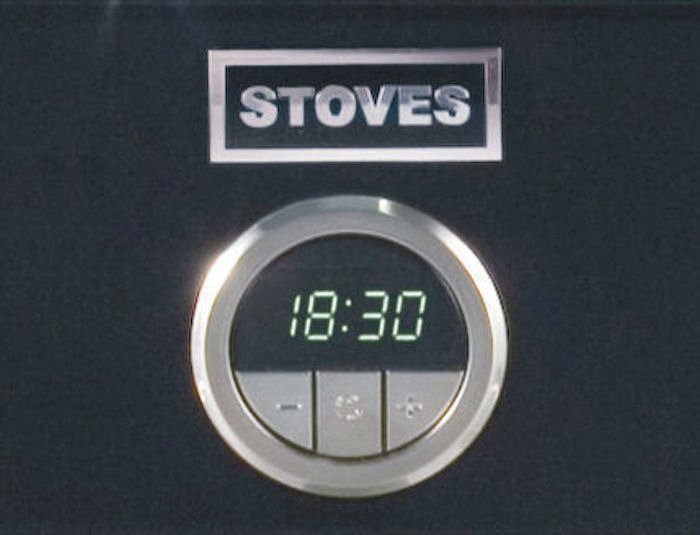 STOVES
18:30
- +